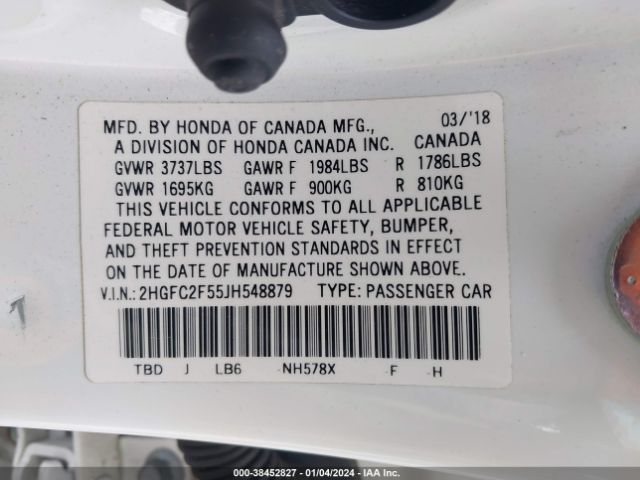 MFD. BY HONDA OF CANADA MFG., 03/'18
A DIVISION OF HONDA CANADA INC. CANADA
GVWR 3737LBS GAWR F 1984LBS R 1786LBS
GVWR 1695KG GAWR F 900KG R 810KG
THIS VEHICLE CONFORMS TO ALL APPLICABLE
FEDERAL MOTOR VEHICLE SAFETY, BUMPER,
AND THEFT PREVENTION STANDARDS IN EFFECT
ON THE DATE OF MANUFACTURE SHOWN ABOVE.
V.I.N.: 2HGFC2F55JH548879 TYPE: PASSENGER CAR
TBD J LB6 NH578X F H
000-38452827 - 01/04/2024 - IAA Inc.